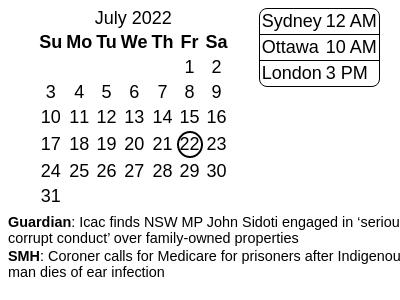 July 2022
Su Mo Tu We Th Fr Sa
1 2
3 4 5 6 7 8 9
10 11 12 13 14 15 16
17 18 19 20 21 22 23
24 25 26 27 28 29 30
31
Sydney 12 AM
Ottawa 10 AM
London 3 PM
Guardian: Icac finds NSW MP John Sidoti engaged in ‘seriou
corrupt conduct’ over family-owned properties
SMH: Coroner calls for Medicare for prisoners after Indigenou
man dies of ear infection